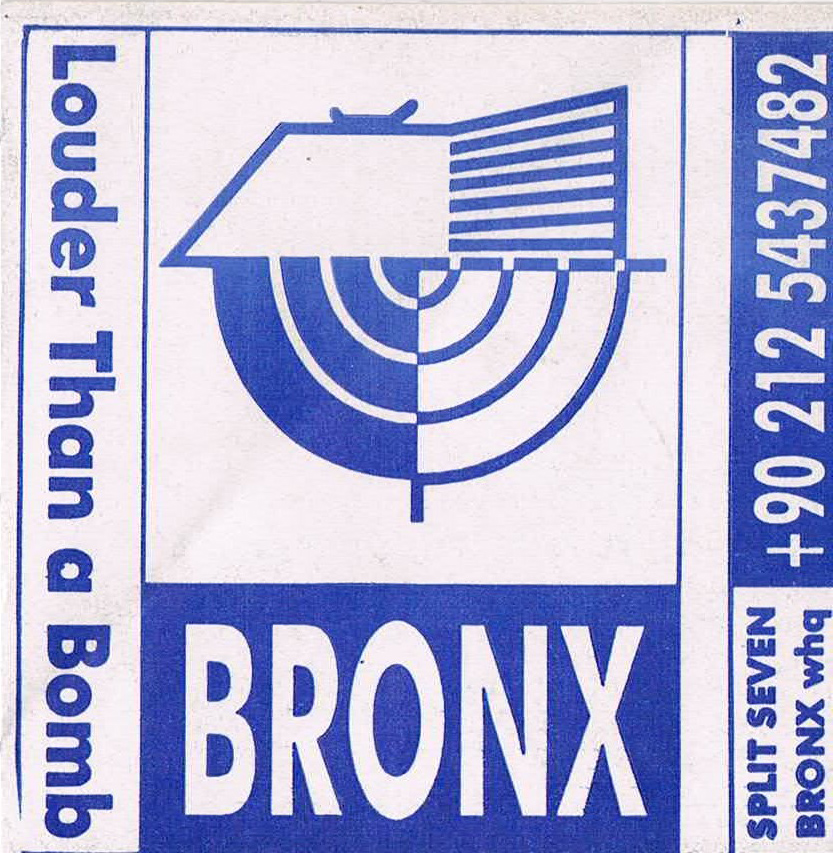 Louder Than a Bomb
BRONX
+90 212 5437482
SPLIT SEVEN
BRONX whq